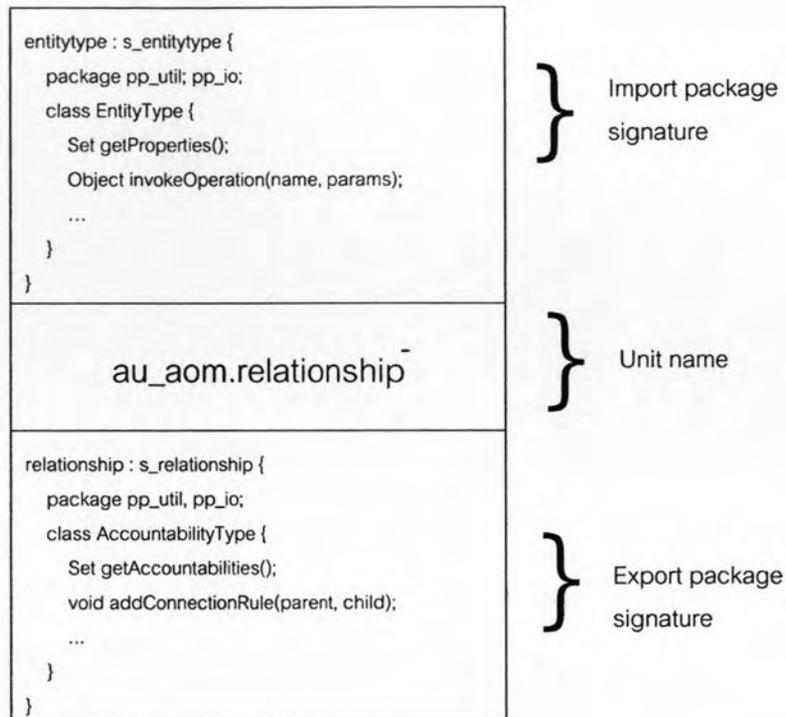 entitytype : s_entitytype {
package pp_util; pp_io;
class EntityType {
Set getProperties();
Object invokeOperation(name, params);
...
}
}
} Import package
signature
au_aom.relationship
} Unit name
relationship : s_relationship {
package pp_util, pp_io;
class AccountabilityType {
Set getAccountabilities();
void addConnectionRule(parent, child);
...
}
}
} Export package
signature